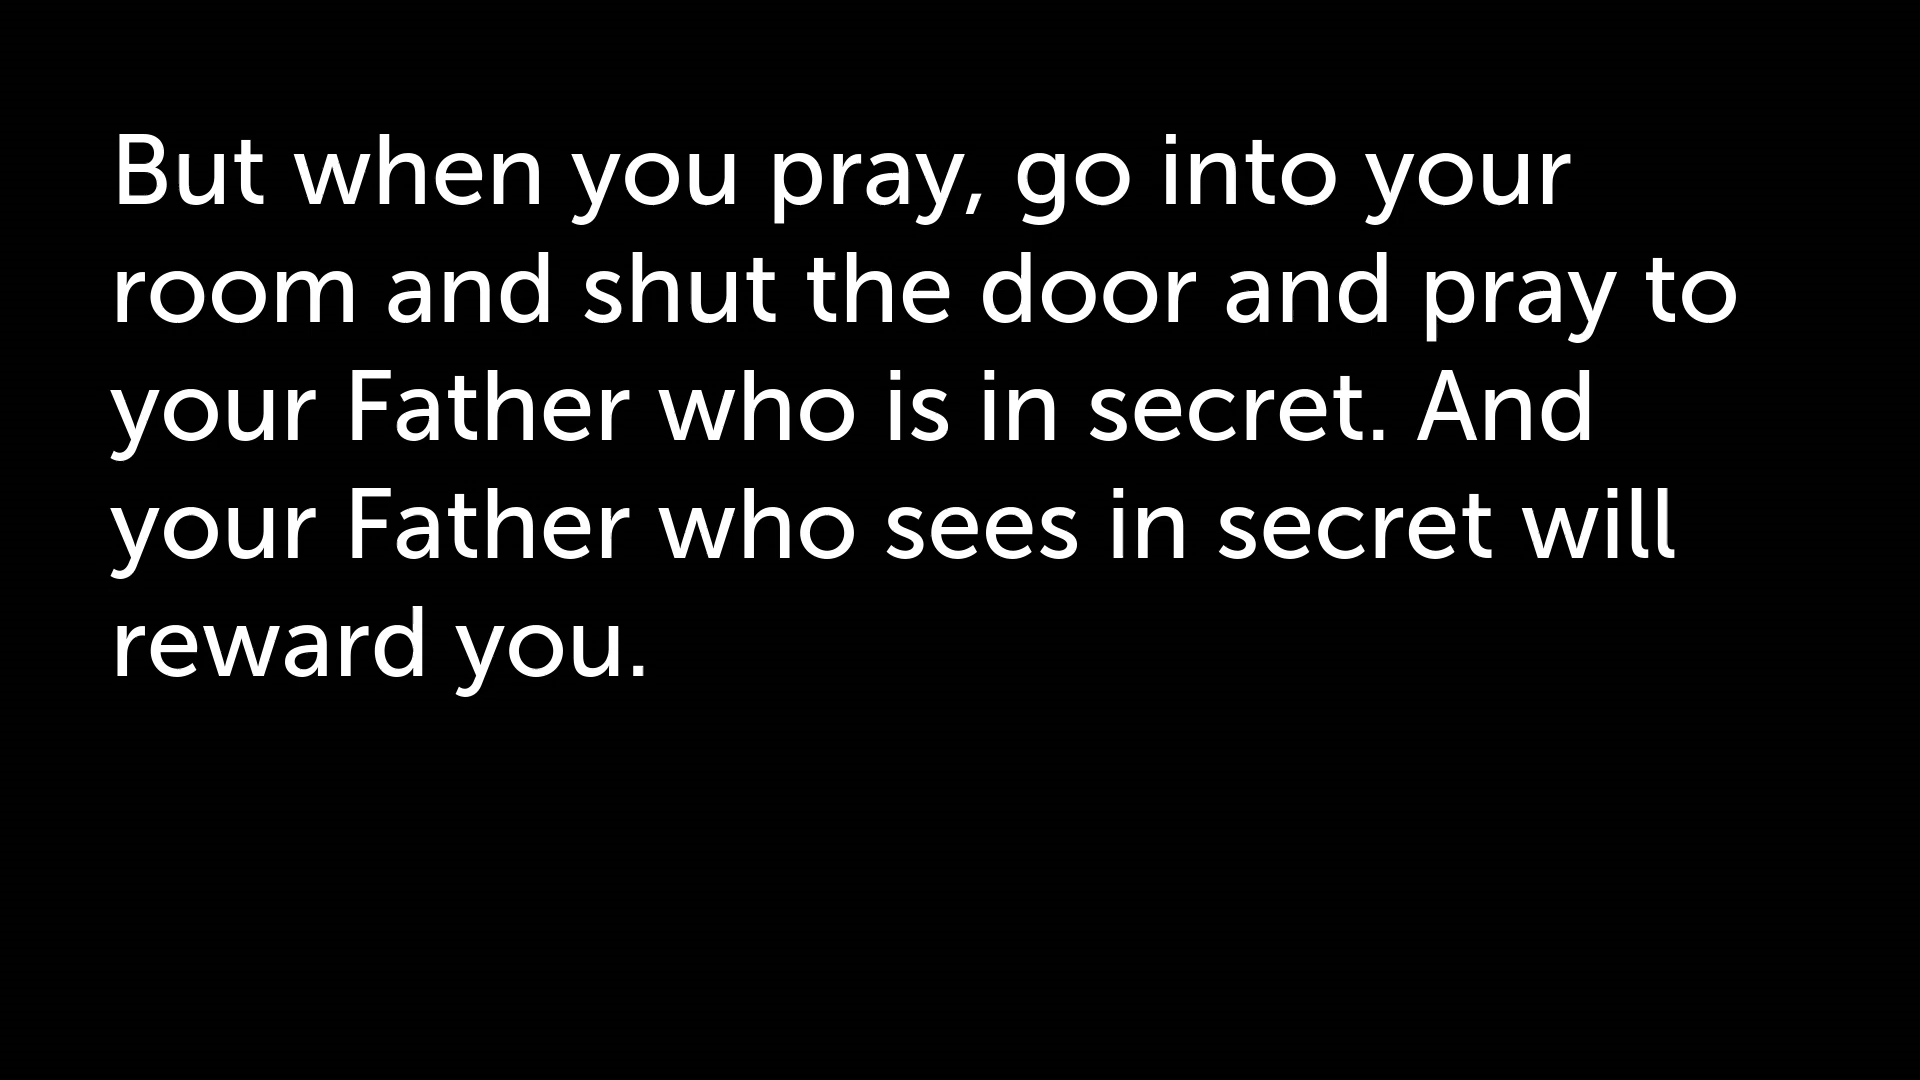 But when you pray, go into your
room and shut the door and pray to
your Father who is in secret. And
your Father who sees in secret will
reward you.